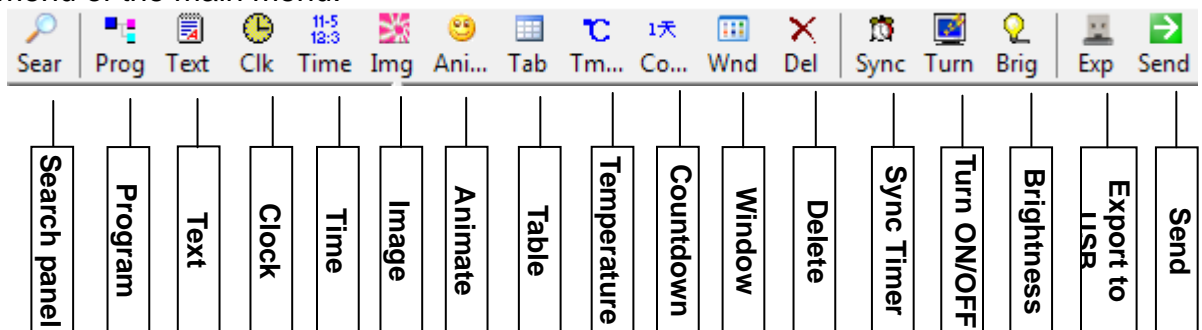 menu of the main menu.
11-5
12:3
℃
1天
Sear Prog Text Clk Time Img Ani... Tab Tm... Co... Wnd Del Sync Turn Brig Exp Send
Search panel
Program
Text
Clock
Time
Image
Animate
Table
Temperature
Countdown
Window
Delete
Sync Timer
Turn ON/OFF
Brightness
Export to
USB
Send